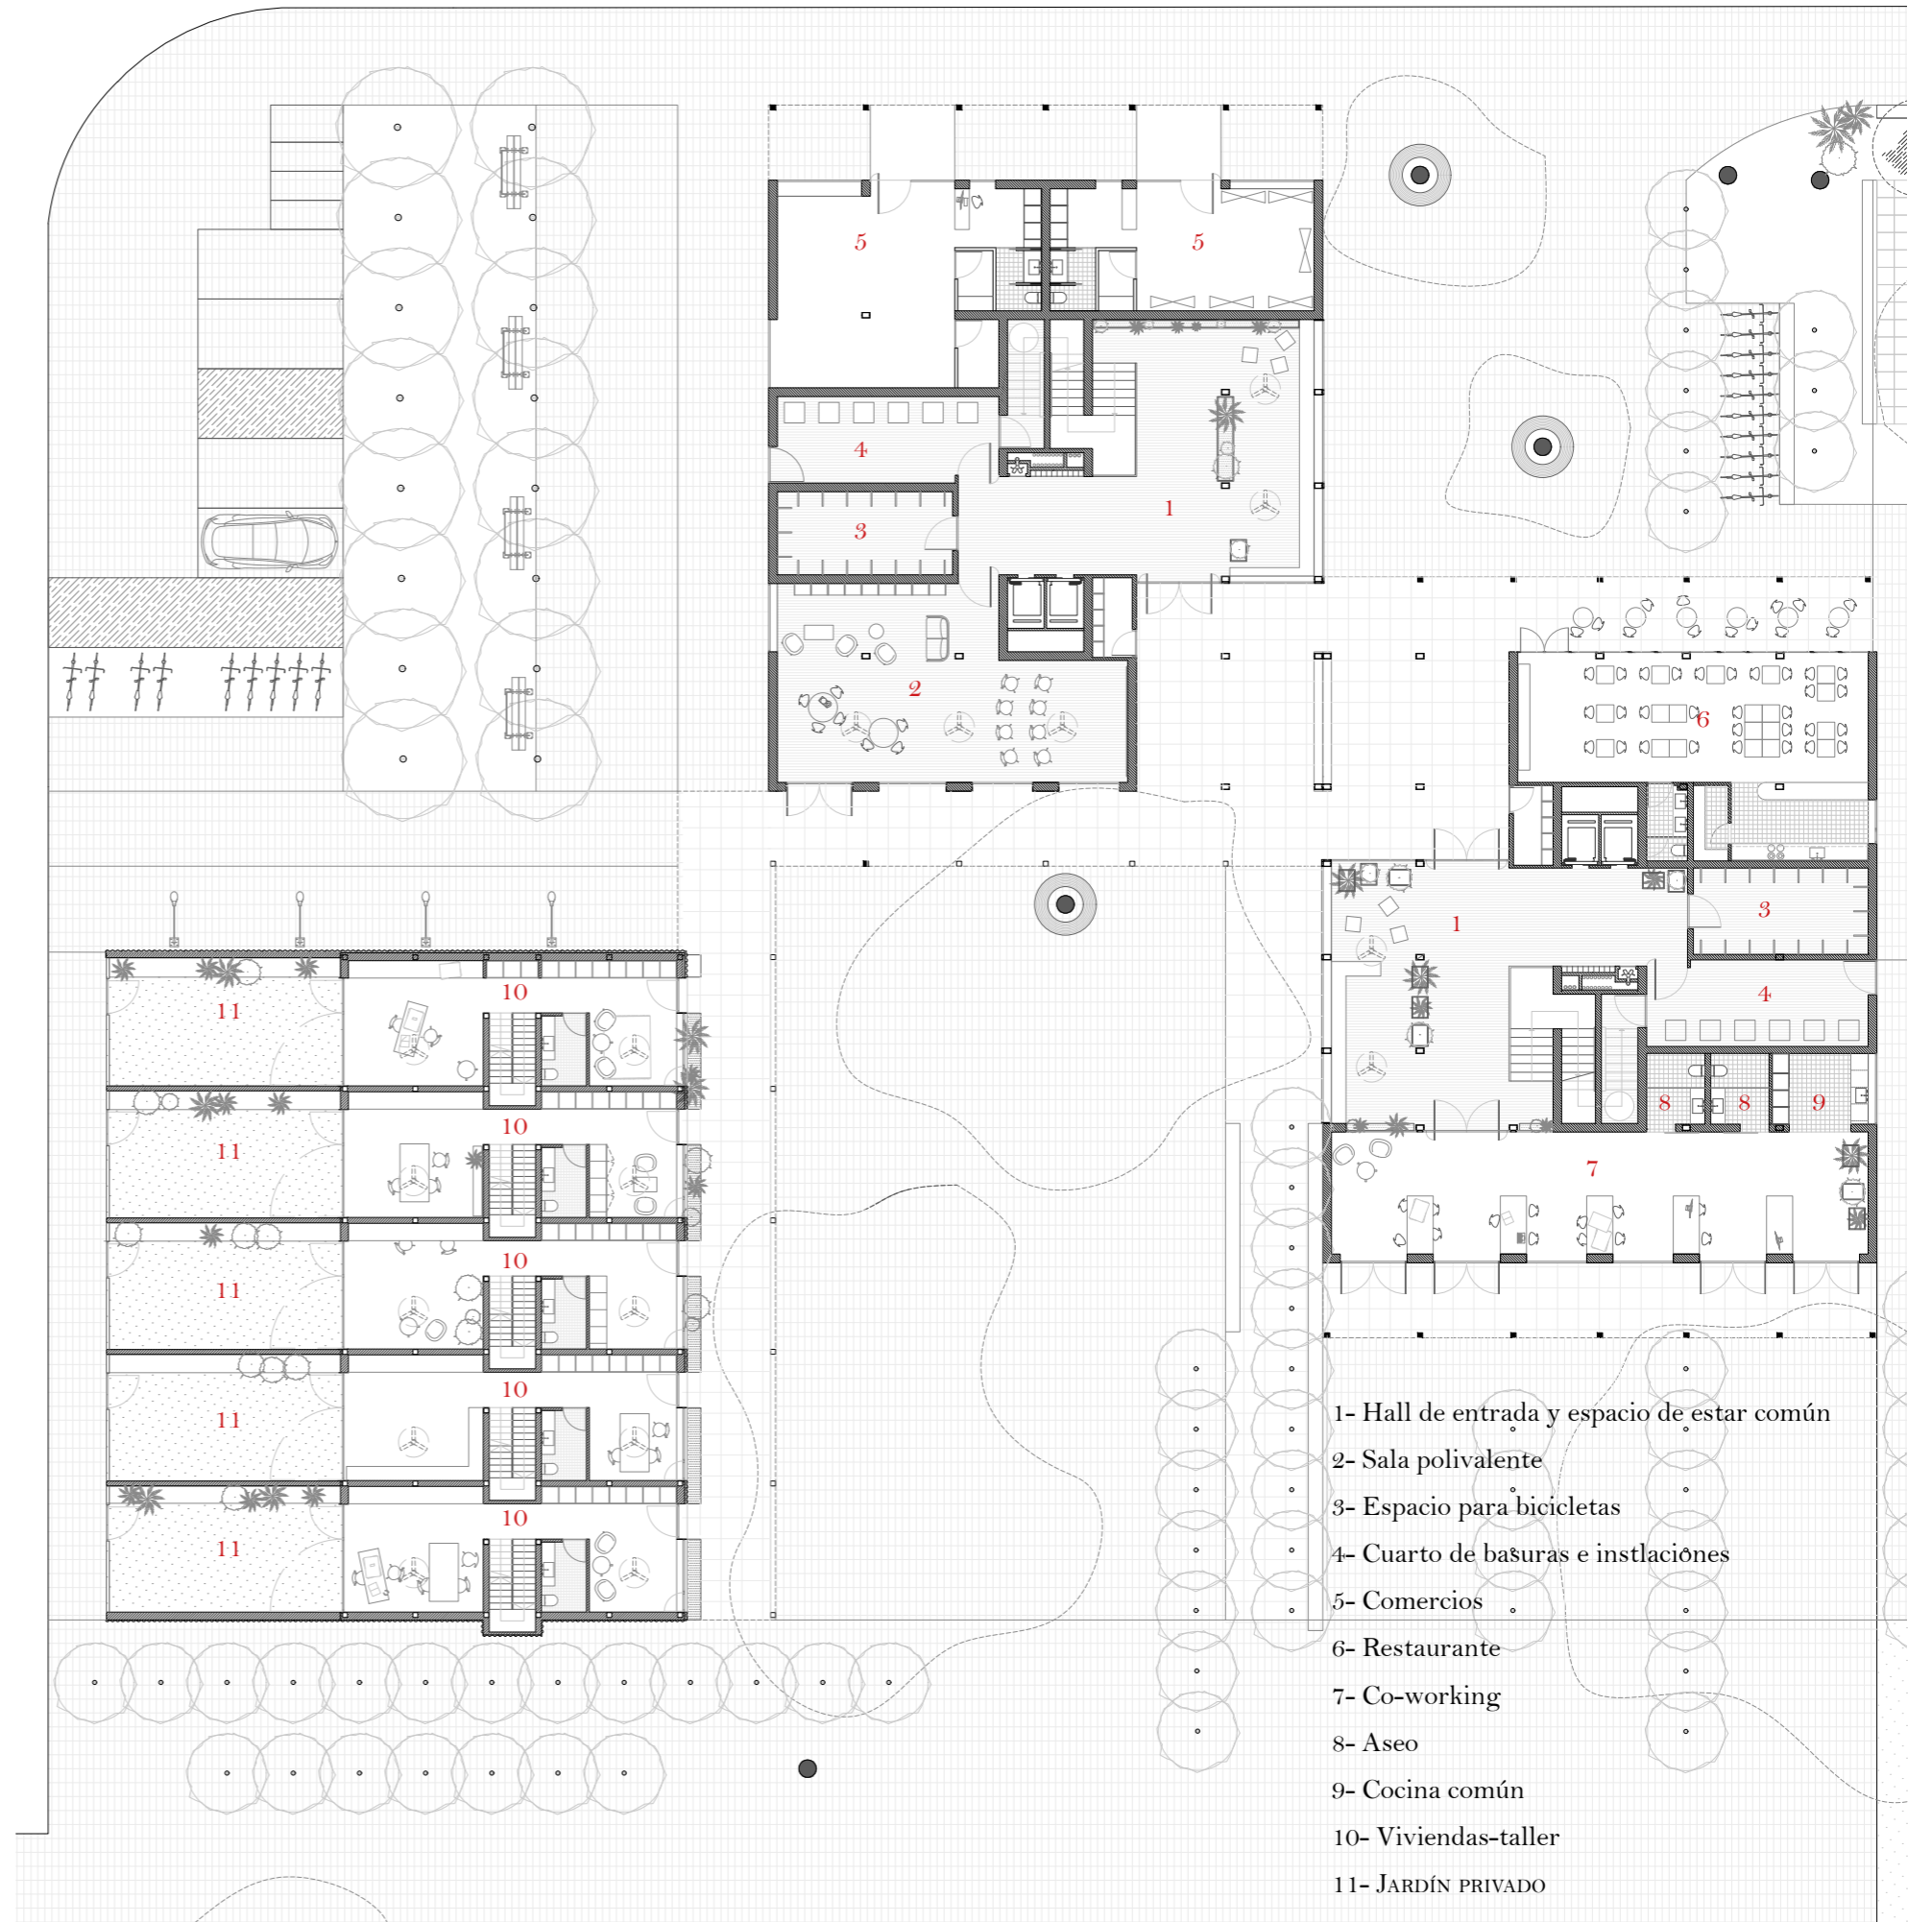 5
5
4
1
3
2
6
1
3
4
8
8
9
7
10
11
10
11
10
11
10
11
10
11
1- Hall de entrada y espacio de estar común
2- Sala polivalente
3- Espacio para bicicletas
4- Cuarto de basuras e instlaciones
5- Comercios
6- Restaurante
7- Co-working
8- Aseo
9- Cocina común
10- Viviendas-taller
11- JARDÍN PRIVADO